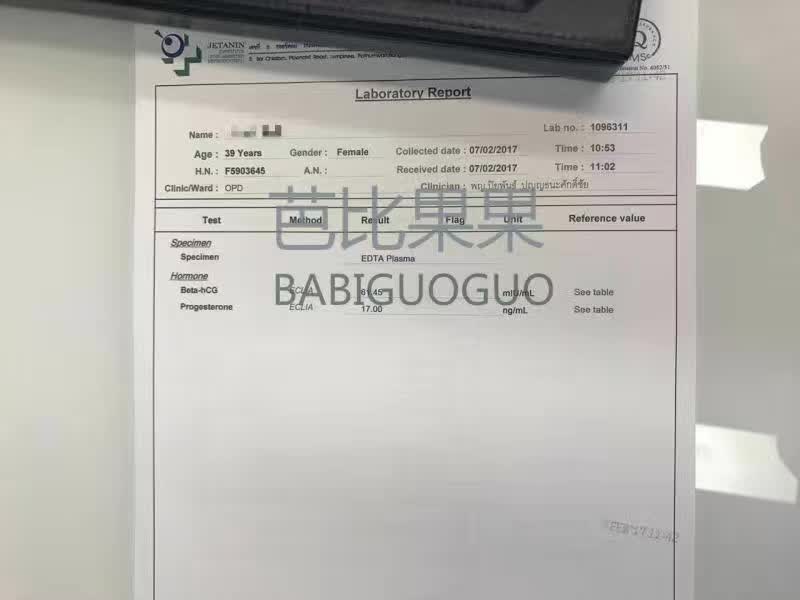 JETANIN
Laboratory Report
Name :
Lab no. : 1096311
Age : 39 Years Gender : Female Collected date : 07/02/2017 Time : 10:53
H.N. : F5903645 A.N. : Received date : 07/02/2017 Time : 11:02
Clinic/Ward : OPD Clinician :
Test Method Result Flag Unit Reference value
芭比果果
Specimen
Specimen EDTA Plasma
Hormone
BABIGUOGUO
Beta-hCG ECLIA 61.45 mIU/mL See table
Progesterone ECLIA 17.00 ng/mL See table